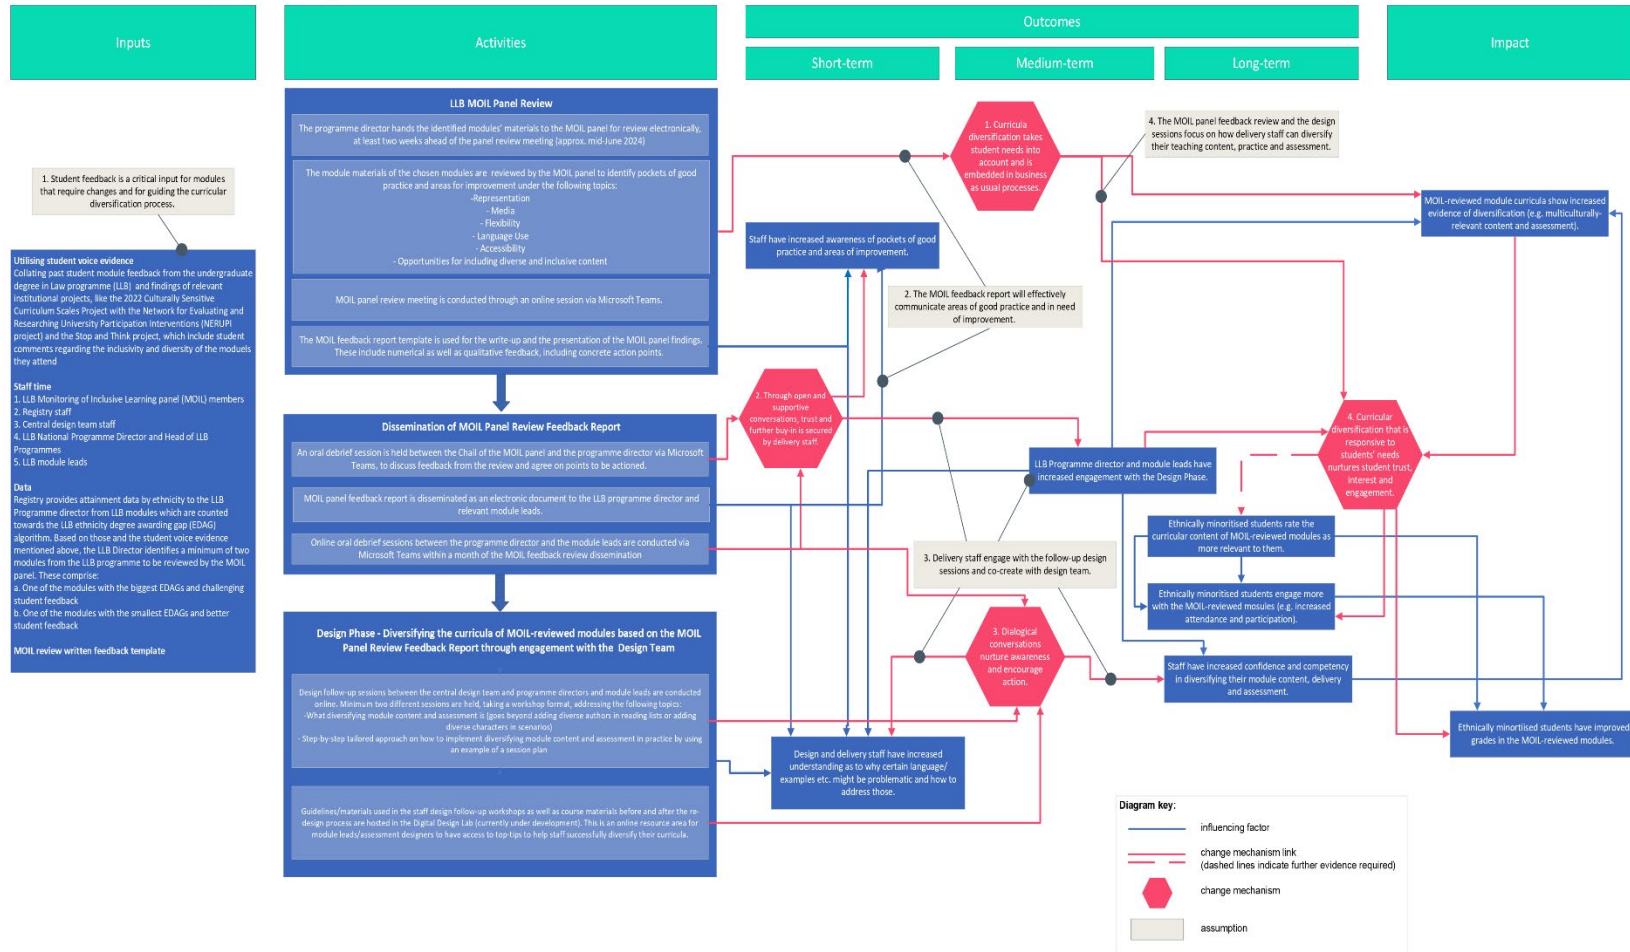 Inputs
Activities
Outcomes
Short-term
Medium-term
Long-term
Impact
1. Student feedback is a critical input for modules
that require changes and for guiding the curricular
diversification process.
Utilising student voice evidence
Collating past student module feedback from the undergraduate
degree in Law programme (LLB) and findings of relevant
institutional projects, like the 2022 Culturally Sensitive
Curriculum Scales Project with the Network for Evaluating and
Researching University Participation Interventions (NERUPI
project) and the Stop and Think project, which include student
comments regarding the inclusivity and diversity of the moduels
they attend
Staff time
1. LLB Monitoring of Inclusive Learning panel (MOIL) members
2. Registry staff
3. Central design team staff
4. LLB National Programme Director and Head of LLB
Programmes
5. LLB module leads
Data
Registry provides attainment data by ethnicity to the LLB
Programme director from LLB modules which are counted
towards the LLB ethnicity degree awarding gap (EDAG)
algorithm. Based on those and the student voice evidence
mentioned above, the LLB Director identifies a minimum of two
modules from the LLB programme to be reviewed by the MOIL
panel. These comprise:
a. One of the modules with the biggest EDAGs and challenging
student feedback
b. One of the modules with the smallest EDAGs and better
student feedback
MOIL review written feedback template
LLB MOIL Panel Review
The programme director hands the identified modules' materials to the MOIL panel for review electronically,
at least two weeks ahead of the panel review meeting (approx. mid-June 2024)
The module materials of the chosen modules are reviewed by the MOIL panel to identify pockets of good
practice and areas for improvement under the following topics:
-Representation
- Media
- Flexibility
- Language Use
- Accessibility
- Opportunities for including diverse and inclusive content
MOIL panel review meeting is conducted through an online session via Microsoft Teams.
The MOIL feedback report template is used for the write-up and the presentation of the MOIL panel findings.
These include numerical as well as qualitative feedback, including concrete action points.
Dissemination of MOIL Panel Review Feedback Report
An oral debrief session is held between the Chail of the MOIL panel and the programme director via Microsoft
Teams, to discuss feedback from the review and agree on points to be actioned.
MOIL panel feedback report is disseminated as an electronic document to the LLB programme director and
relevant module leads.
Online oral debrief sessions between the programme director and the module leads are conducted via
Microsoft Teams within a month of the MOIL feedback review dissemination
Design Phase - Diversifying the curricula of MOIL-reviewed modules based on the MOIL
Panel Review Feedback Report through engagement with the Design Team
Design follow-up sessions between the central design team and programme directors and module leads are conducted
online. Minimum two different sessions are held, taking a workshop format, addressing the following topics:
-What diversifying module content and assessment is (goes beyond adding diverse authors in reading lists or adding
diverse characters in scenarios)
- Step-by-step tailored approach on how to implement diversifying module content and assessment in practice by using
an example of a session plan
Guidelines/materials used in the staff design follow-up workshops as well as course materials before and after the re-
design process are hosted in the Digital Design Lab (currently under development). This is an online resource area for
module leads/assessment designers to have access to top-tips to help staff successfully diversify their curricula.
1. Curricula
diversification takes
student needs into
account and is
embedded in business
as usual processes.
4. The MOIL panel feedback review and the design
sessions focus on how delivery staff can diversify
their teaching content, practice and assessment.
MOIL-reviewed module curricula show increased
evidence of diversification (e.g. multiculturally-
relevant content and assessment).
Staff have increased awareness of pockets of good
practice and areas of improvement.
2. The MOIL feedback report will effectively
communicate areas of good practice and in need
of improvement.
2. Through open and
supportive
conversations, trust and
further buy-in is secured
by delivery staff.
LLB Programme director and module leads have
increased engagement with the Design Phase.
4. Curricular
diversification that is
responsive to
students' needs
nurtures student trust,
interest and
engagement.
Ethnically minoritised students rate the
curricular content of MOIL-reviewed modules as
more relevant to them.
3. Delivery staff engage with the follow-up design
sessions and co-create with design team.
Ethnically minoritised students engage more
with the MOIL-reviewed mosules (e.g. increased
attendance and participation).
3. Dialogical
conversations
nurture awareness
and encourage
action.
Staff have increased confidence and competency
in diversifying their module content, delivery
and assessment.
Ethnically minortiised students have improved
grades in the MOIL-reviewed modules.
Design and delivery staff have increased
understanding as to why certain language/
examples etc. might be problematic and how to
address those.
Diagram key:
influencing factor
change mechanism link
(dashed lines indicate further evidence required)
change mechanism
assumption